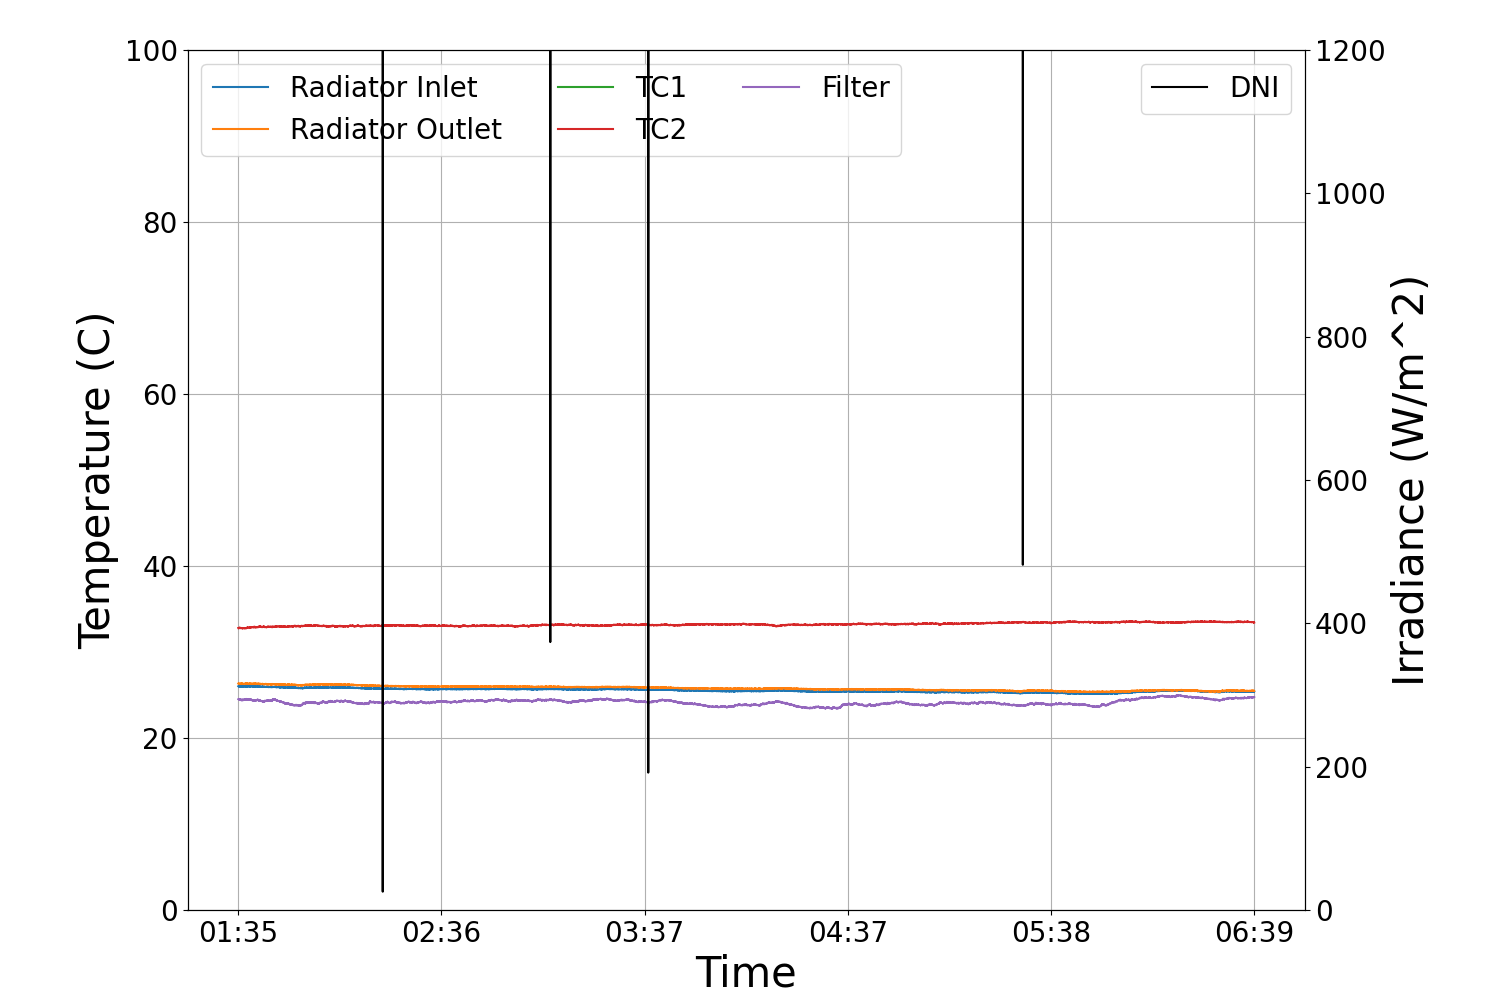 Radiator Inlet
Radiator Outlet
TC1
TC2
Filter
DNI
100
80
60
40
20
0
Temperature (C)
1200
1000
800
600
400
200
0
Irradiance (W/m^2)
01:35 02:36 03:37 04:37 05:38 06:39
Time